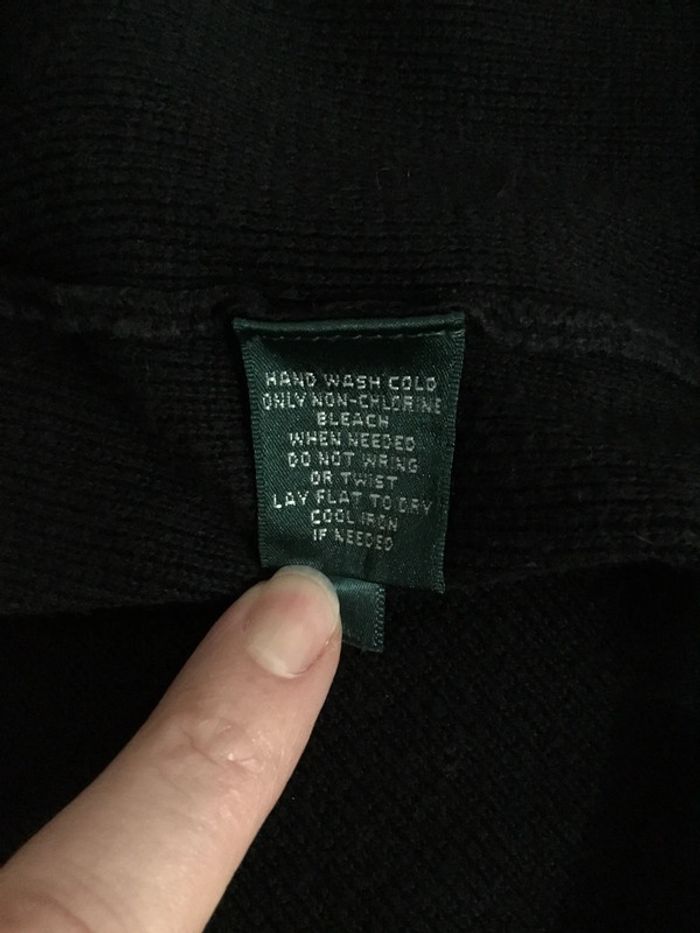 HAND WASH COLD
ONLY NON-CHLORINE
BLEACH
WHEN NEEDED
DO NOT WRING
OR TWIST
LAY FLAT TO DRY
COOL IRON
IF NEEDED